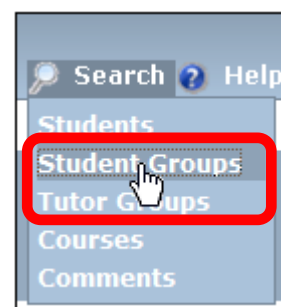 Search Help
Students
Student Groups
Tutor Groups
Courses
Comments